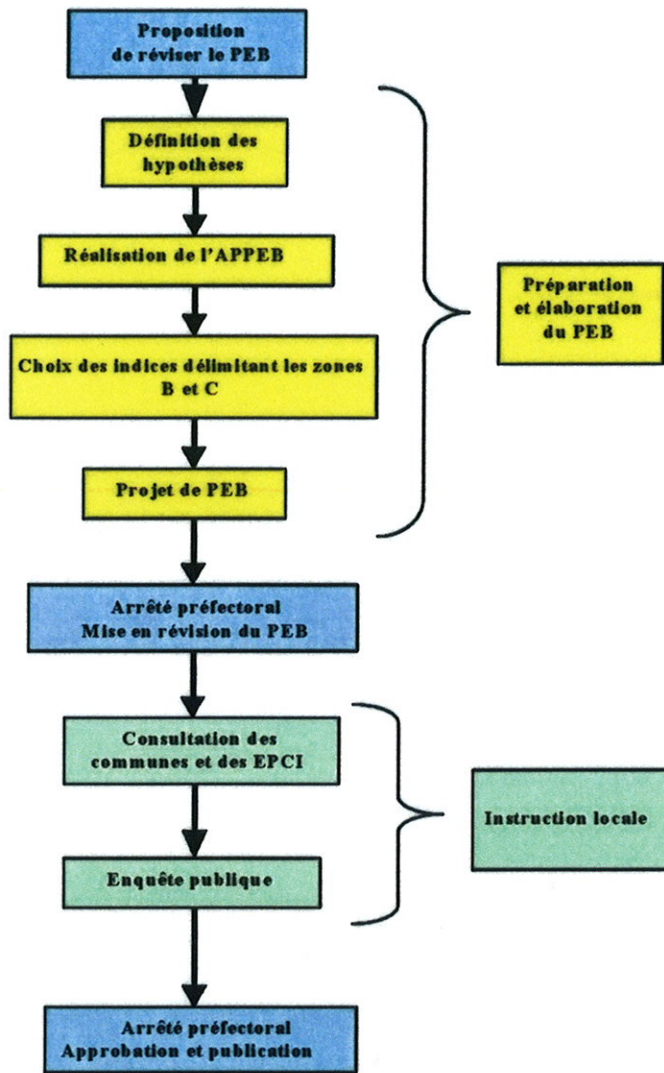 Proposition
de réviser le PEB
Définition des
hypothèses
Réalisation de l'APPEB
Choix des indices délimitant les zones
B et C
Projet de PEB
Préparation
et élaboration
du PEB
Arrêté préfectoral
Mise en révision du PEB
Consultation des
communes et des EPCI
Enquête publique
Instruction locale
Arrêté préfectoral
Approbation et publication